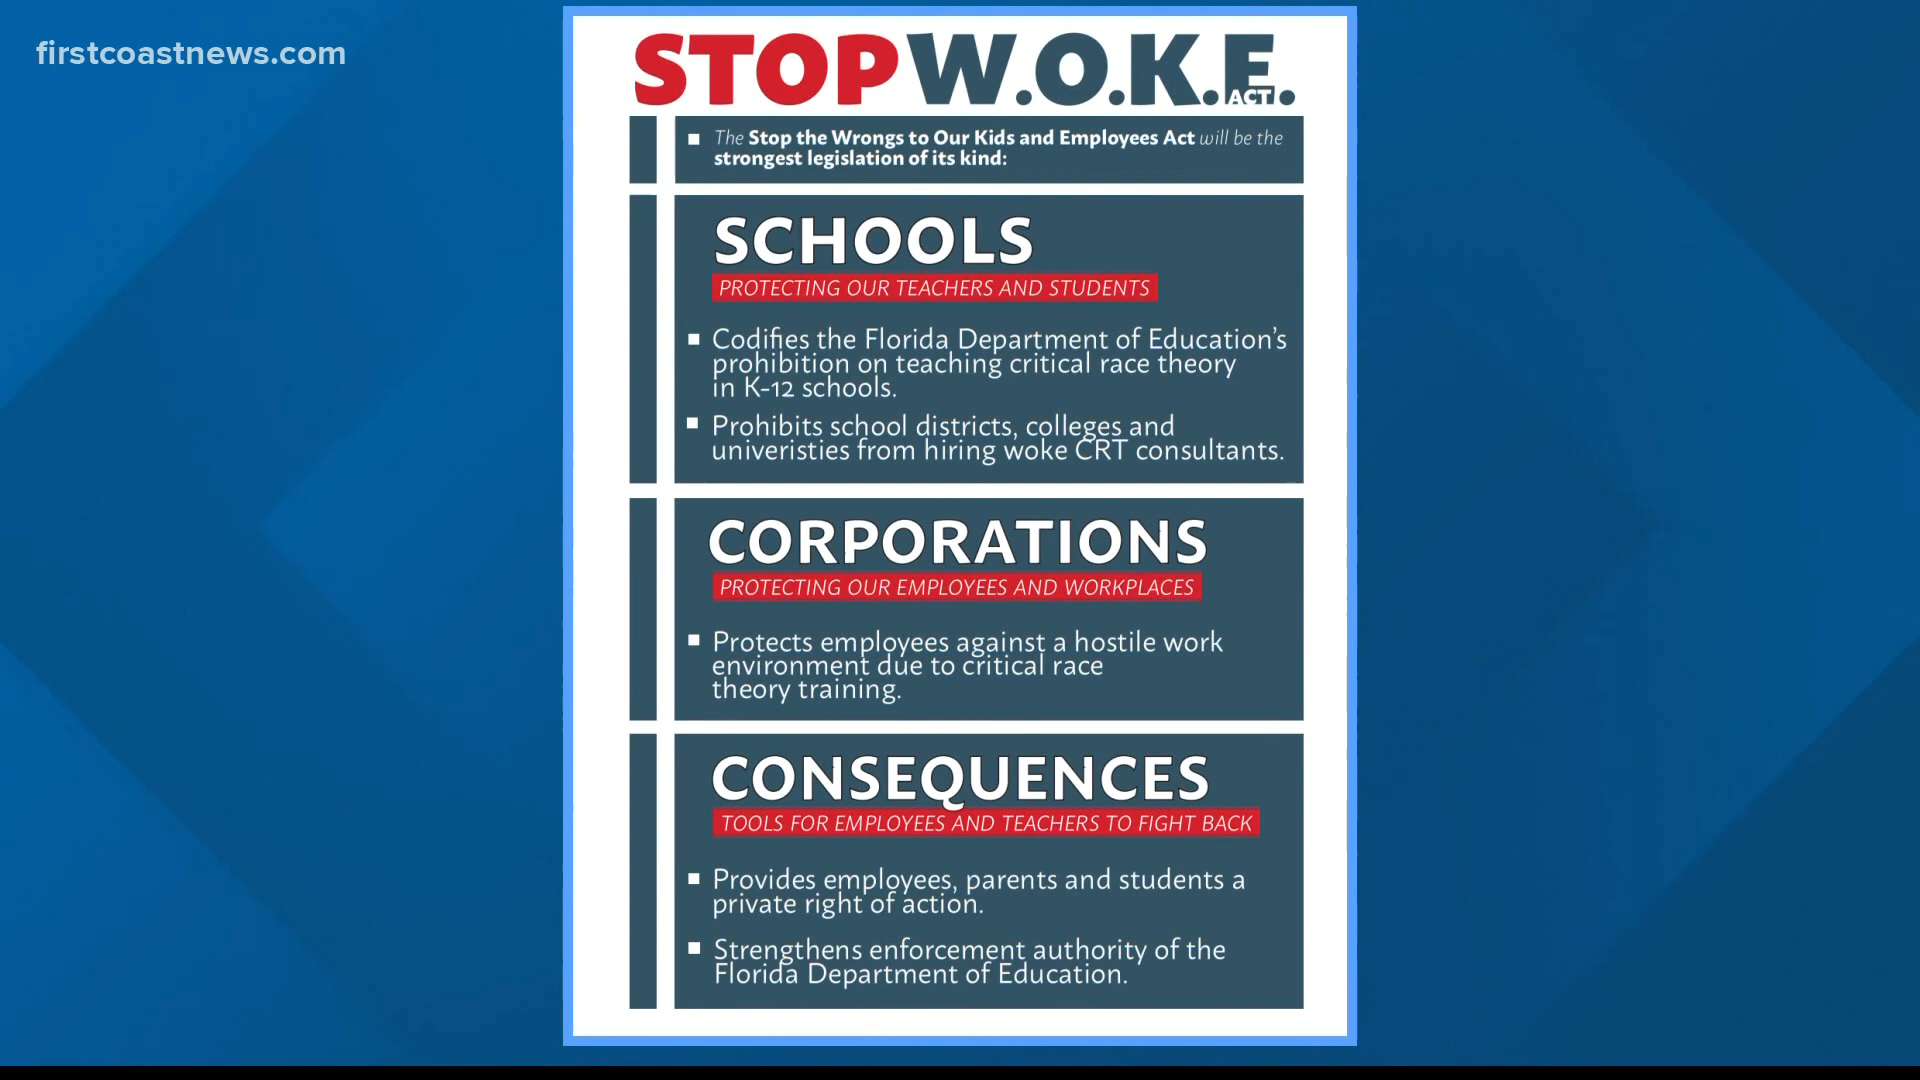 firstcoastnews.com
STOP W.O.K.E.
ACT
The Stop the Wrongs to Our Kids and Employees Act will be the
strongest legislation of its kind:
SCHOOLS
PROTECTING OUR TEACHERS AND STUDENTS
Codifies the Florida Department of Education's
prohibition on teaching critical race theory
in K-12 schools.
Prohibits school districts, colleges and
univeristies from hiring woke CRT consultants.
CORPORATIONS
PROTECTING OUR EMPLOYEES AND WORKPLACES
Protects employees against a hostile work
environment due to critical race
theory training.
CONSEQUENCES
TOOLS FOR EMPLOYEES AND TEACHERS TO FIGHT BACK
Provides employees, parents and students a
private right of action.
Strengthens enforcement authority of the
Florida Department of Education.